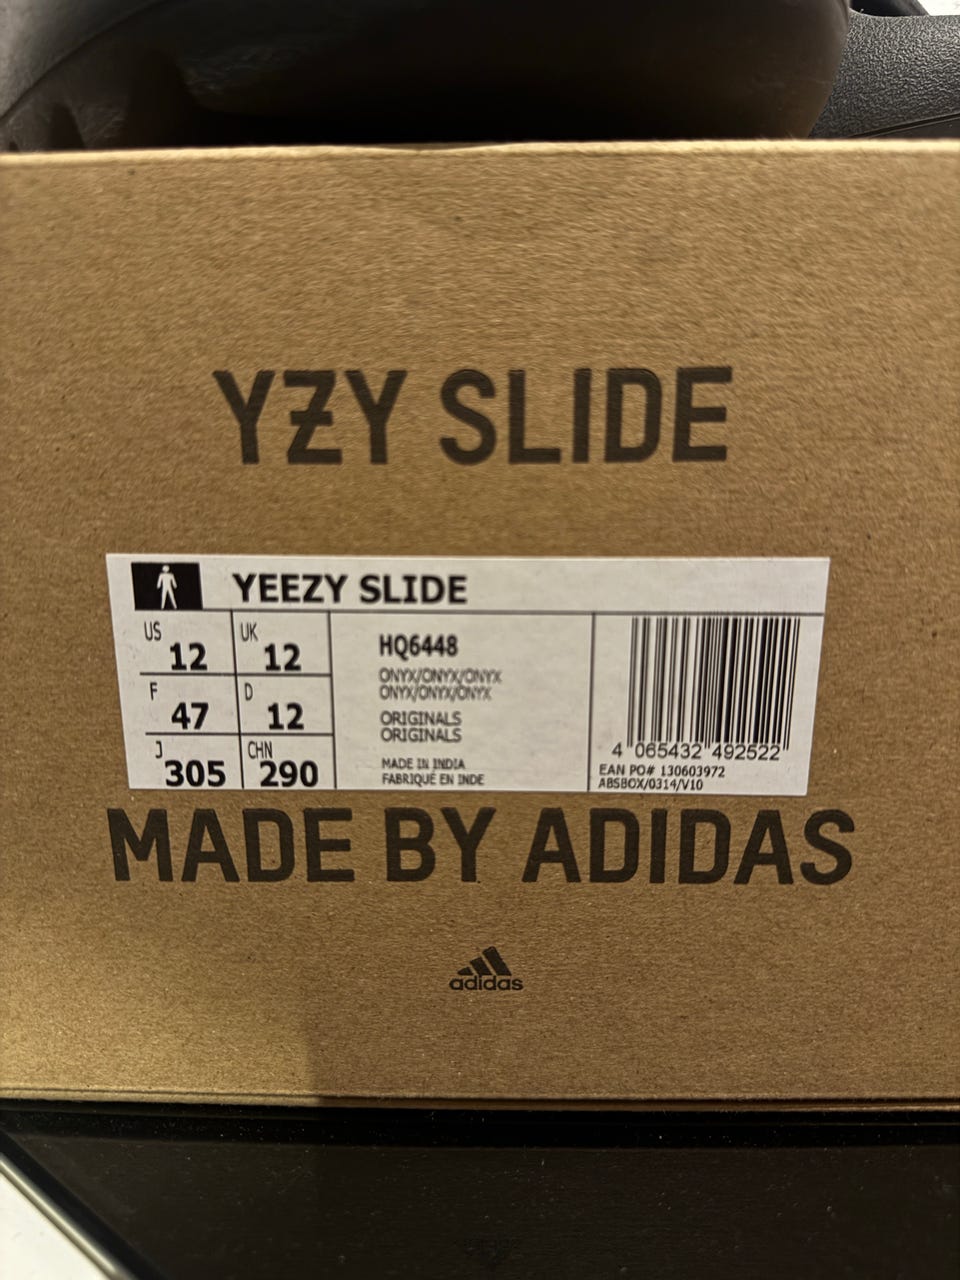 YZY SLIDE
YEEZY SLIDE
US 12 UK 12
F 47 D 12
J 305 CHN 290
HQ6448
ONYX/ONYX/ONYX
ONYX/ONYX/ONYX
ORIGINALS
ORIGINALS
MADE IN INDIA
FABRIQUÉ EN INDE
4 065432 492522
EAN PO# 130603972
ABSBOX/0314/V10
MADE BY ADIDAS
adidas